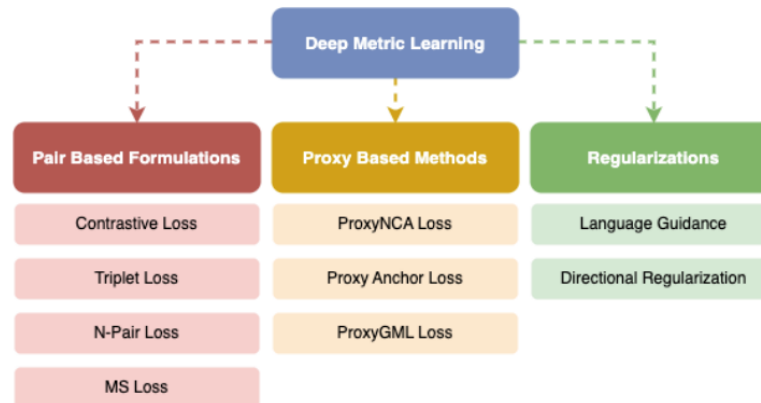 Deep Metric Learning
Pair Based Formulations
Contrastive Loss
Triplet Loss
N-Pair Loss
MS Loss
Proxy Based Methods
ProxyNCA Loss
Proxy Anchor Loss
ProxyGML Loss
Regularizations
Language Guidance
Directional Regularization